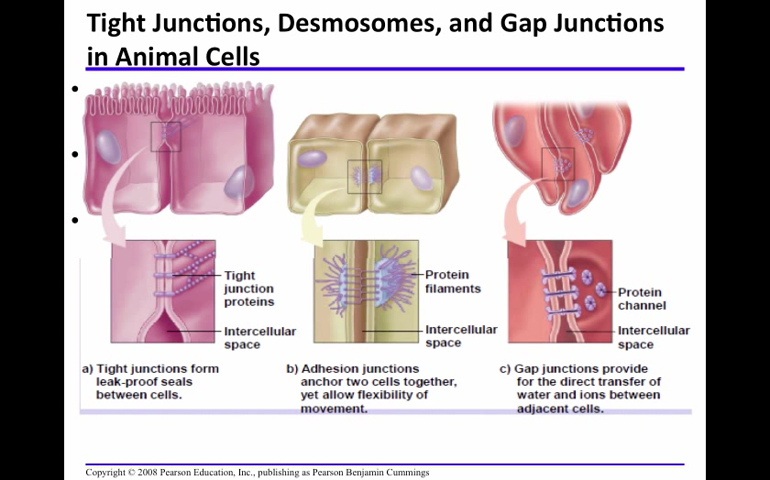 Tight Junctions, Desmosomes, and Gap Junctions
in Animal Cells
Tight
junction
proteins
Intercellular
space
Protein
filaments
Intercellular
space
Protein
channel
Intercellular
space
a) Tight junctions form
leak-proof seals
between cells.
b) Adhesion junctions
anchor two cells together,
yet allow flexibility of
movement.
c) Gap junctions provide
for the direct transfer of
water and ions between
adjacent cells.
Copyright © 2008 Pearson Education, Inc., publishing as Pearson Benjamin Cummings